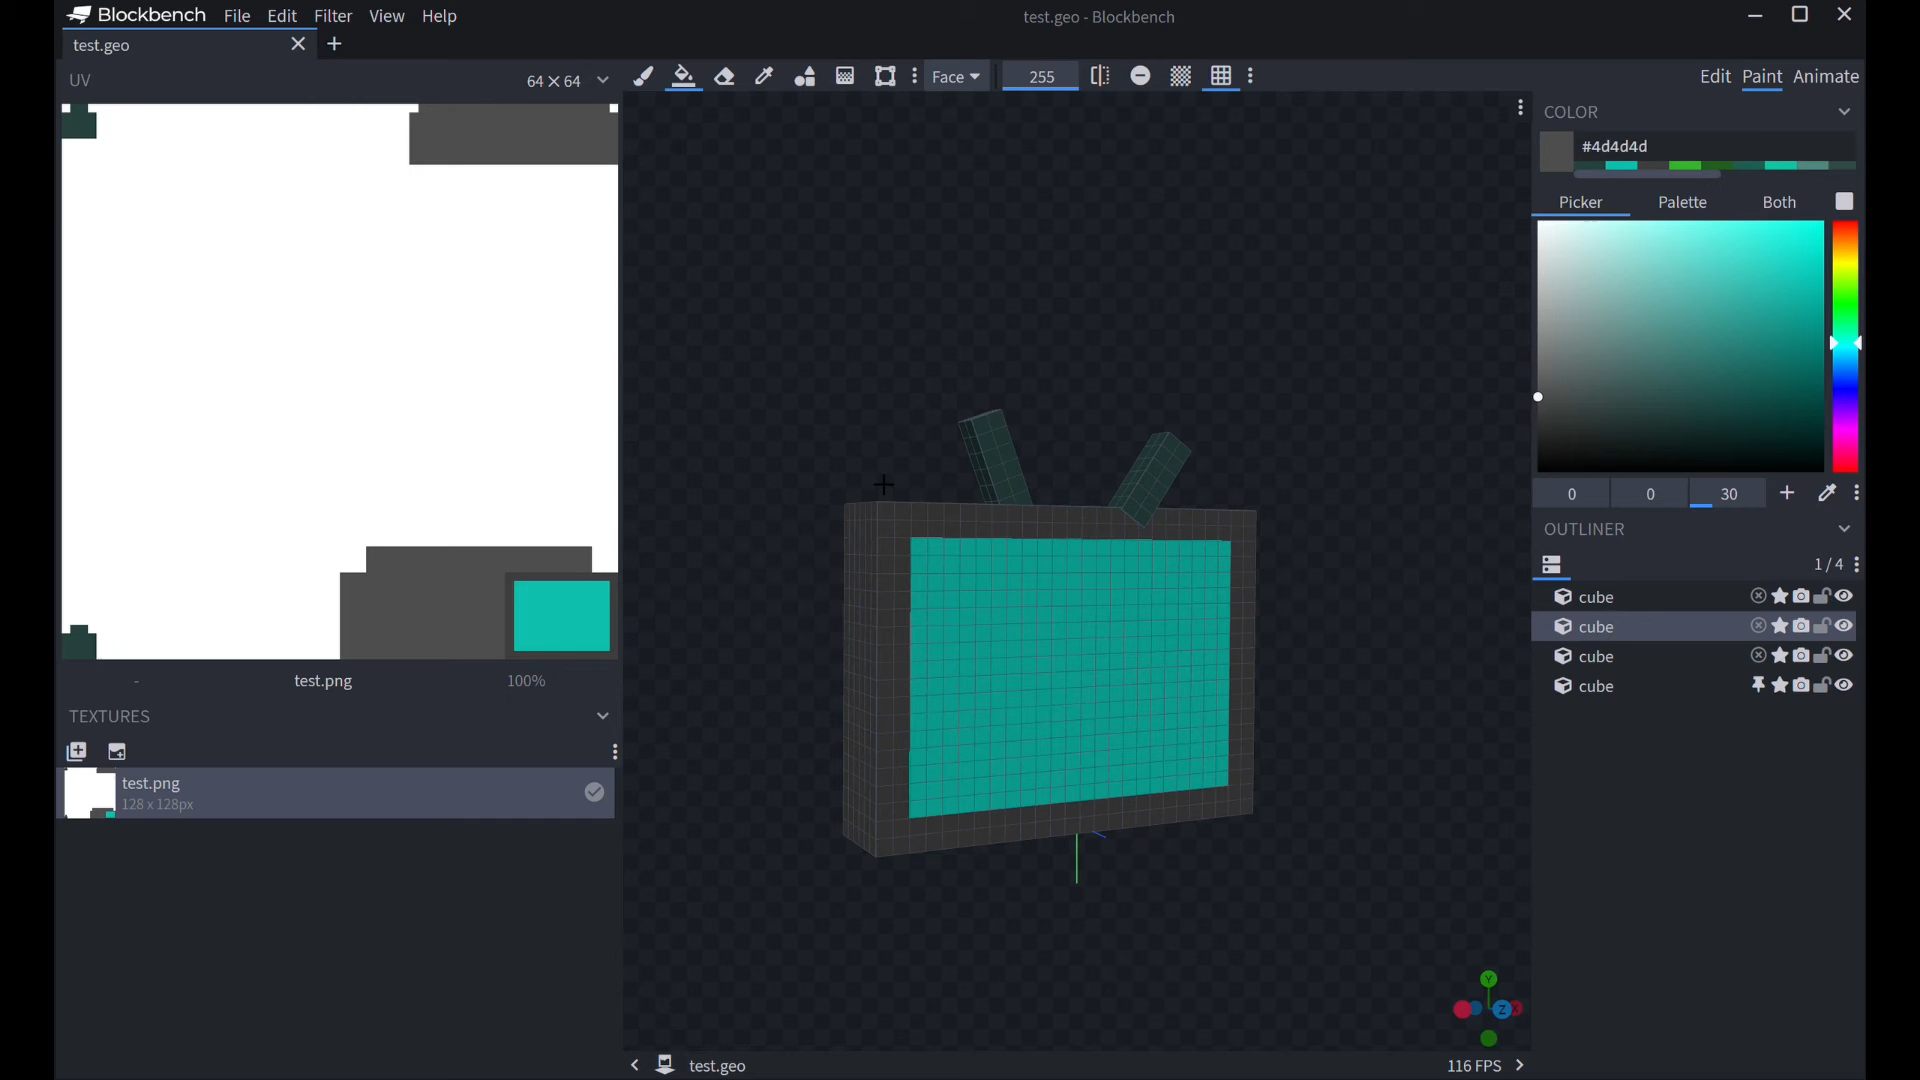 Blockbench File Edit Filter View Help
test.geo - Blockbench
test.geo
UV
64 × 64
Face
255
Edit Paint Animate
COLOR
#4d4d4d
Picker Palette Both
0 0 30
OUTLINER
1 / 4
cube
cube
cube
cube
- test.png 100%
TEXTURES
test.png
128 x 128px
Y
Z
X
test.geo
116 FPS